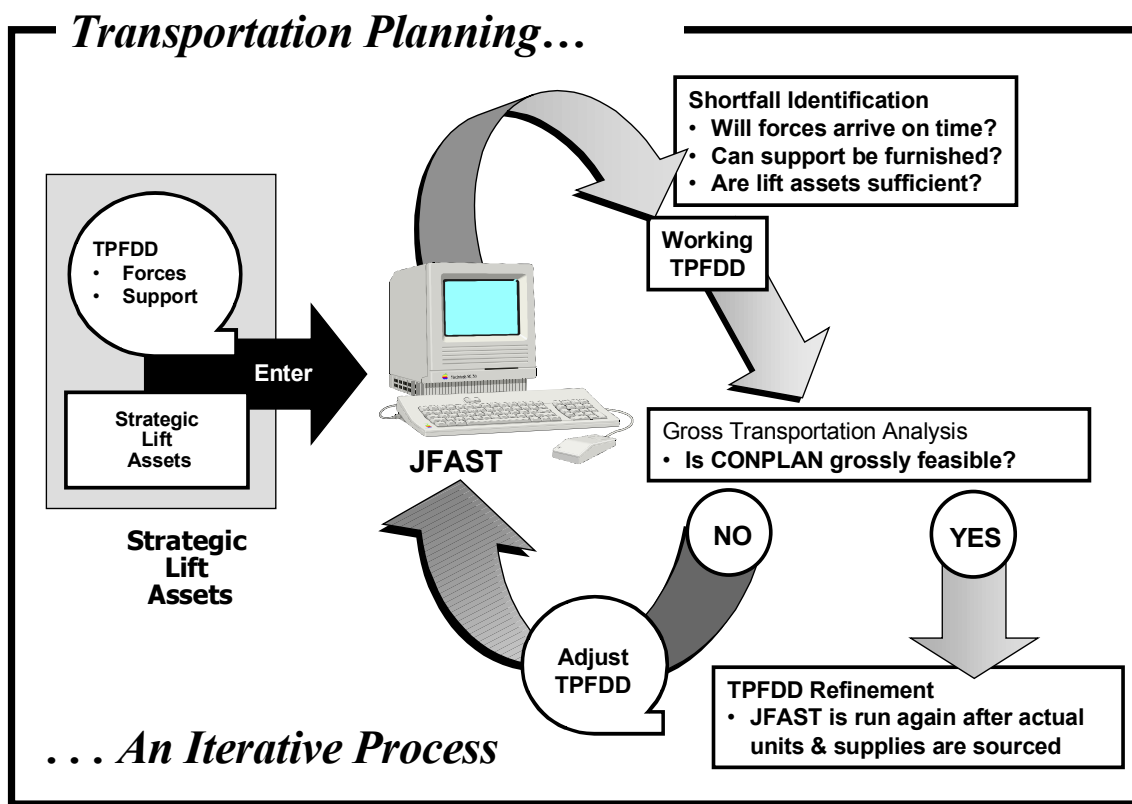 Transportation Planning…
Shortfall Identification
• Will forces arrive on time?
• Can support be furnished?
• Are lift assets sufficient?
TPFDD
• Forces
• Support
Working
TPFDD
Enter
Strategic
Lift
Assets
JFAST
Gross Transportation Analysis
• Is CONPLAN grossly feasible?
Strategic
Lift
Assets
NO
YES
Adjust
TPFDD
TPFDD Refinement
• JFAST is run again after actual
units & supplies are sourced
. . . An Iterative Process